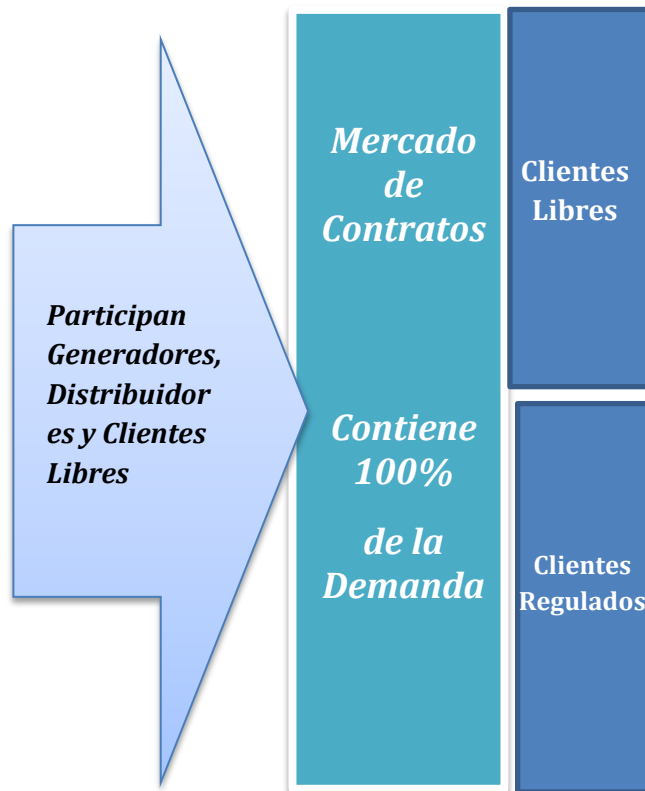 Participan
Generadores,
Distribuidor
es y Clientes
Libres
Mercado
de
Contratos
Contiene
100%
de la
Demanda
Clientes
Libres
Clientes
Regulados